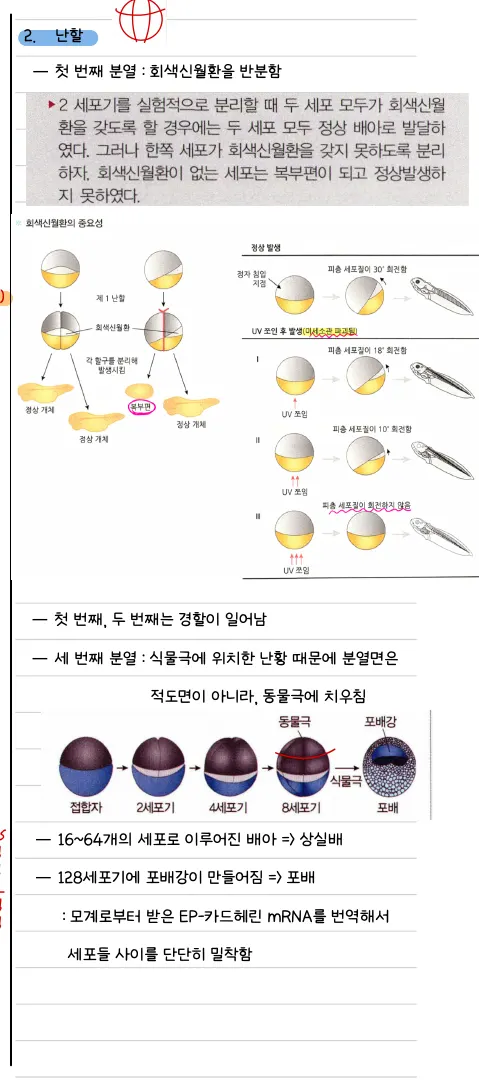 2. 난할
— 첫 번째 분열 : 회색신월환을 반분함
▶2 세포기를 실험적으로 분리할 때 두 세포 모두가 회색신월
환을 갖도록 할 경우에는 두 세포 모두 정상 배아로 발달하
였다. 그러나 한쪽 세포가 회색신월환을 갖지 못하도록 분리
하자, 회색신월환이 없는 세포는 복부편이 되고 정상발생하
지 못하였다.
회색신월환의 중요성
제 1 난할
회색신월환
각 할구를 분리해
발생시킴
정상 개체
정상 개체
복부편
정상 개체
정상 발생
정자 침입
지점
피층 세포질이 30˚ 회전함
UV 쪼인 후 발생(미세소관 파괴됨)
I
피층 세포질이 18˚ 회전함
UV 쪼임
II
피층 세포질이 10˚ 회전함
UV 쪼임
III
피층 세포질이 회전하지 않음
UV 쪼임
— 첫 번째, 두 번째는 경할이 일어남
— 세 번째 분열 : 식물극에 위치한 난황 때문에 분열면은
적도면이 아니라, 동물극에 치우침
동물극
포배강
식물극
접합자
2세포기
4세포기
8세포기
포배
— 16~64개의 세포로 이루어진 배아 => 상실배
— 128세포기에 포배강이 만들어짐 => 포배
: 모계로부터 받은 EP-카드헤린 mRNA를 번역해서
세포들 사이를 단단히 밀착함